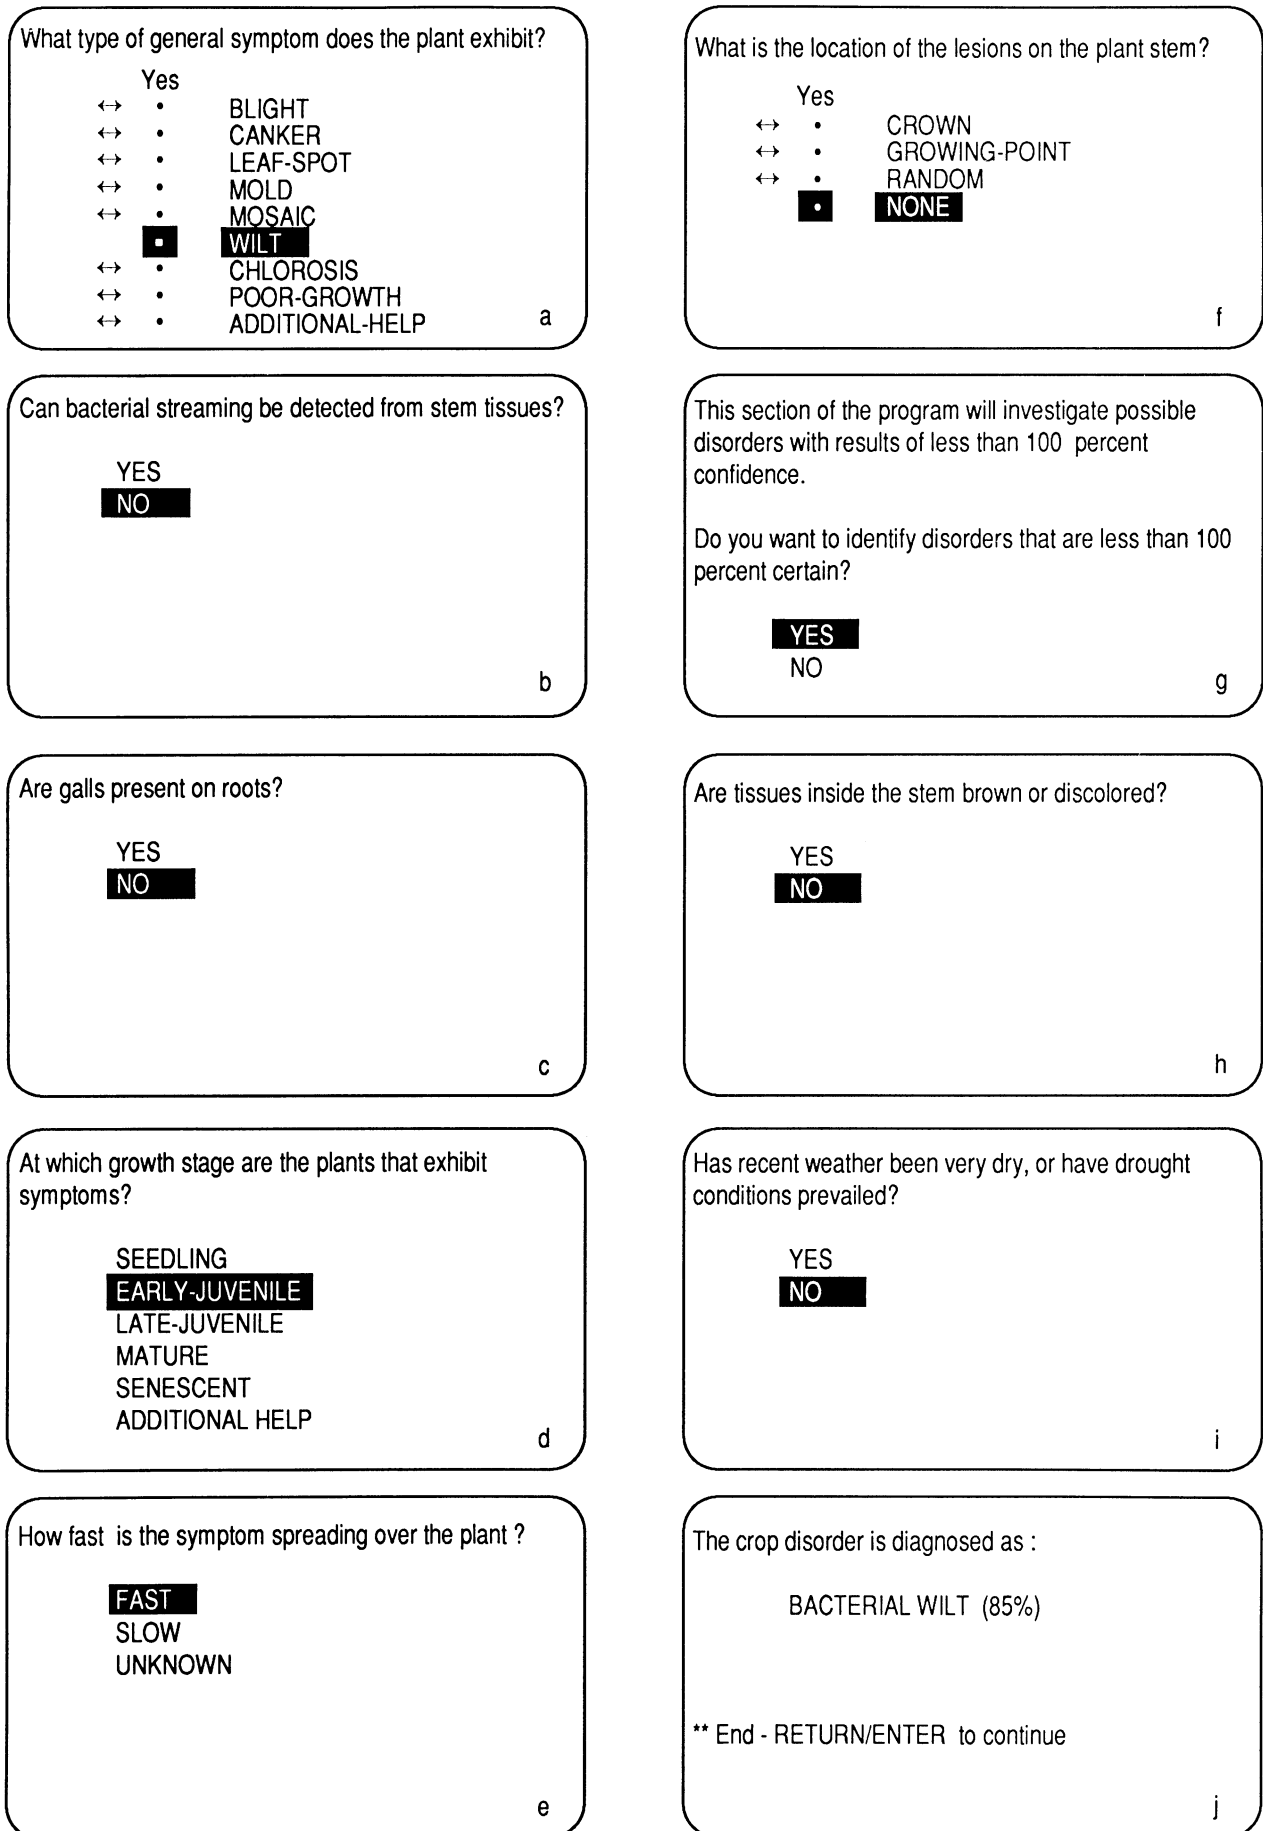 What type of general symptom does the plant exhibit?
Yes
↔ • BLIGHT
↔ • CANKER
↔ • LEAF-SPOT
↔ • MOLD
↔ • MOSAIC
• WILT
↔ • CHLOROSIS
↔ • POOR-GROWTH
↔ • ADDITIONAL-HELP
a
Can bacterial streaming be detected from stem tissues?
YES
NO
b
Are galls present on roots?
YES
NO
c
At which growth stage are the plants that exhibit
symptoms?
SEEDLING
EARLY-JUVENILE
LATE-JUVENILE
MATURE
SENESCENT
ADDITIONAL HELP
d
How fast is the symptom spreading over the plant ?
FAST
SLOW
UNKNOWN
e
What is the location of the lesions on the plant stem?
Yes
↔ • CROWN
↔ • GROWING-POINT
↔ • RANDOM
• NONE
f
This section of the program will investigate possible
disorders with results of less than 100 percent
confidence.
Do you want to identify disorders that are less than 100
percent certain?
YES
NO
g
Are tissues inside the stem brown or discolored?
YES
NO
h
Has recent weather been very dry, or have drought
conditions prevailed?
YES
NO
i
The crop disorder is diagnosed as :
BACTERIAL WILT (85%)
** End - RETURN/ENTER to continue
j